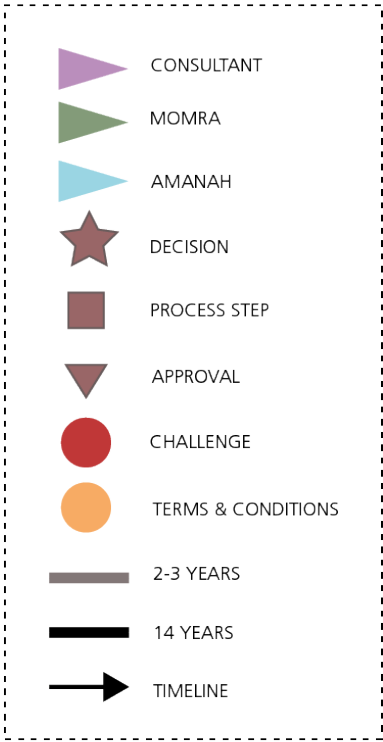 CONSULTANT
MOMRA
AMANAH
DECISION
PROCESS STEP
APPROVAL
CHALLENGE
TERMS & CONDITIONS
2-3 YEARS
14 YEARS
TIMELINE